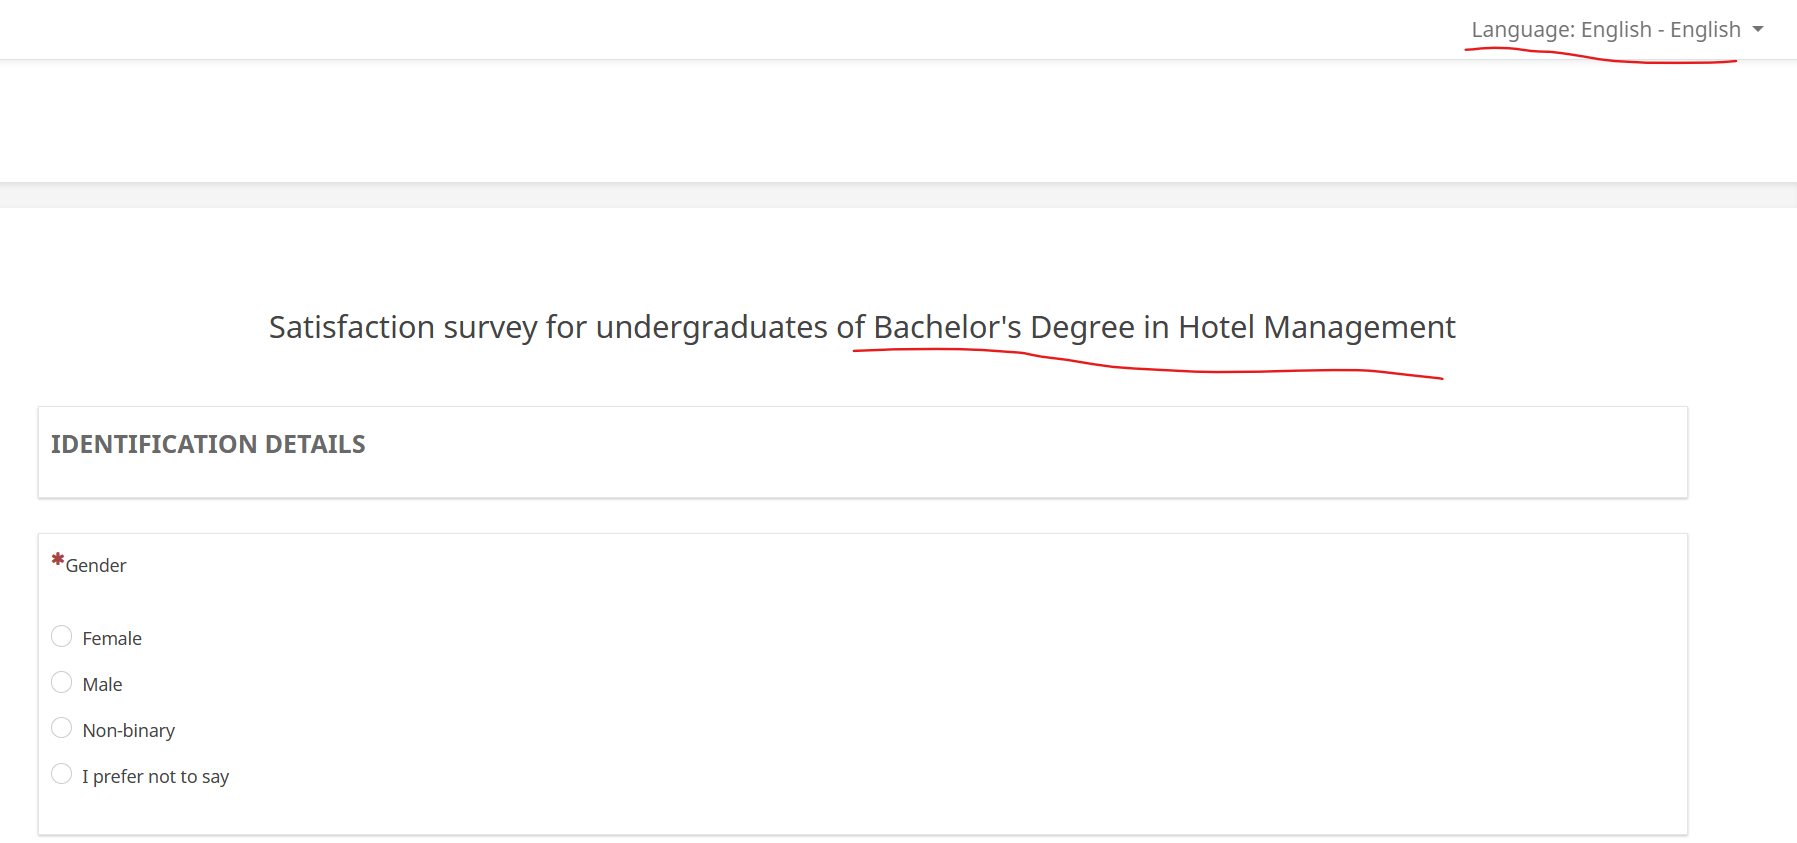 Language: English - English
Satisfaction survey for undergraduates of Bachelor's Degree in Hotel Management
IDENTIFICATION DETAILS
*Gender
Female
Male
Non-binary
I prefer not to say